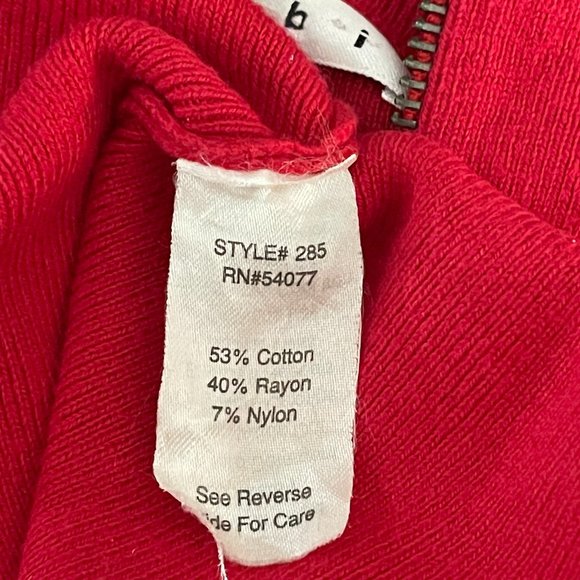 b i
STYLE# 285
RN#54077
53% Cotton
40% Rayon
7% Nylon
See Reverse
ide For Care